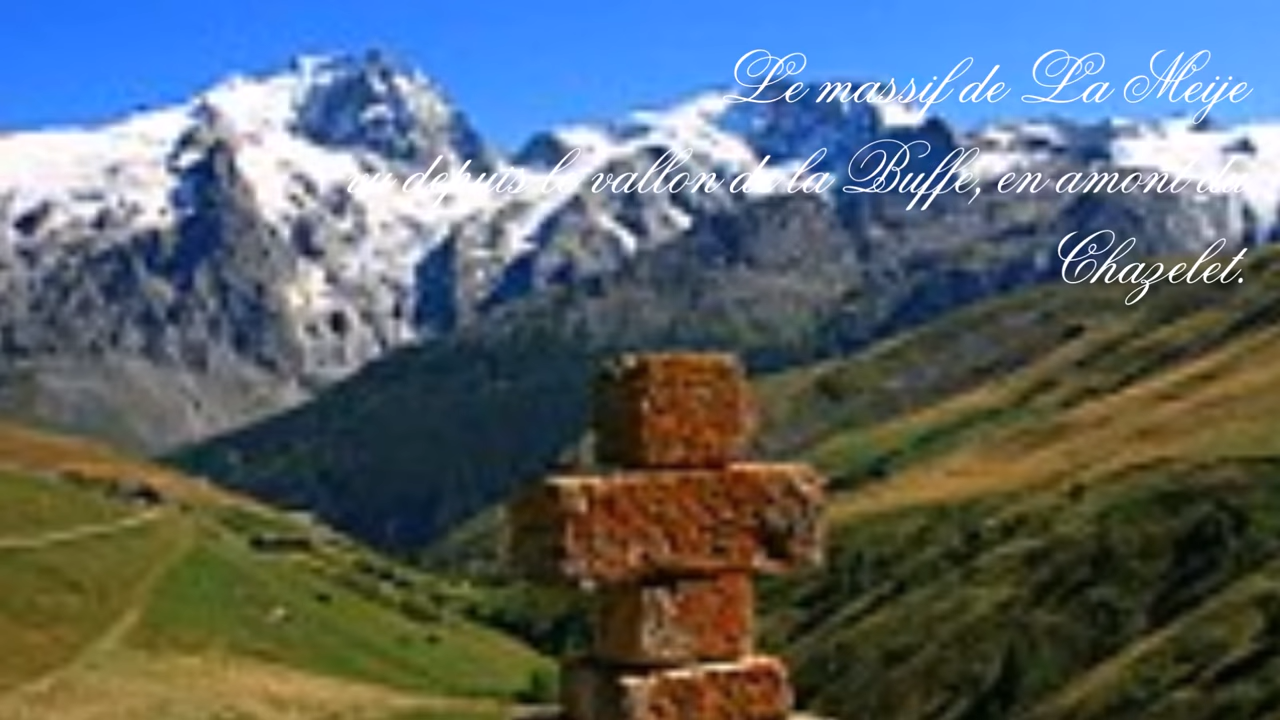 Le massif de La Meije
vu depuis le vallon de la Buffe, en amont du
Chazelet.